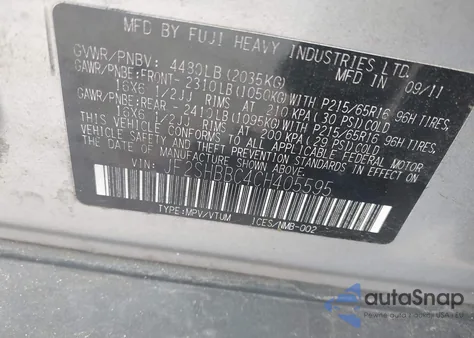 MFD BY FUJI HEAVY INDUSTRIES LTD.
GVWR/PNBV: 4480LB(2035KG) MFD IN 09/11
GAWR/PNBE:FRONT- 2310LB(1050KG)WITH P215/65R16 96H TIRES,
16X6 1/2JJ RIMS AT 210 KPA(30 PSI)COLD
GAWR/PNBE:REAR- 2410LB(1095KG)WITH P215/65R16 96H TIRES,
16X6 1/2JJ RIMS AT 200 KPA(29 PSI)COLD
THIS VEHICLE CONFORMS TO ALL APPLICABLE FEDERAL MOTOR
VEHICLE SAFETY STANDARDS IN EFFECT ON
THE DATE OF MANUFACTURE SHOWN ABOVE.
VIN: JF2SHBBC4CH405595
TYPE:MPV/VTUM ICES/NMB-002
autoSnap